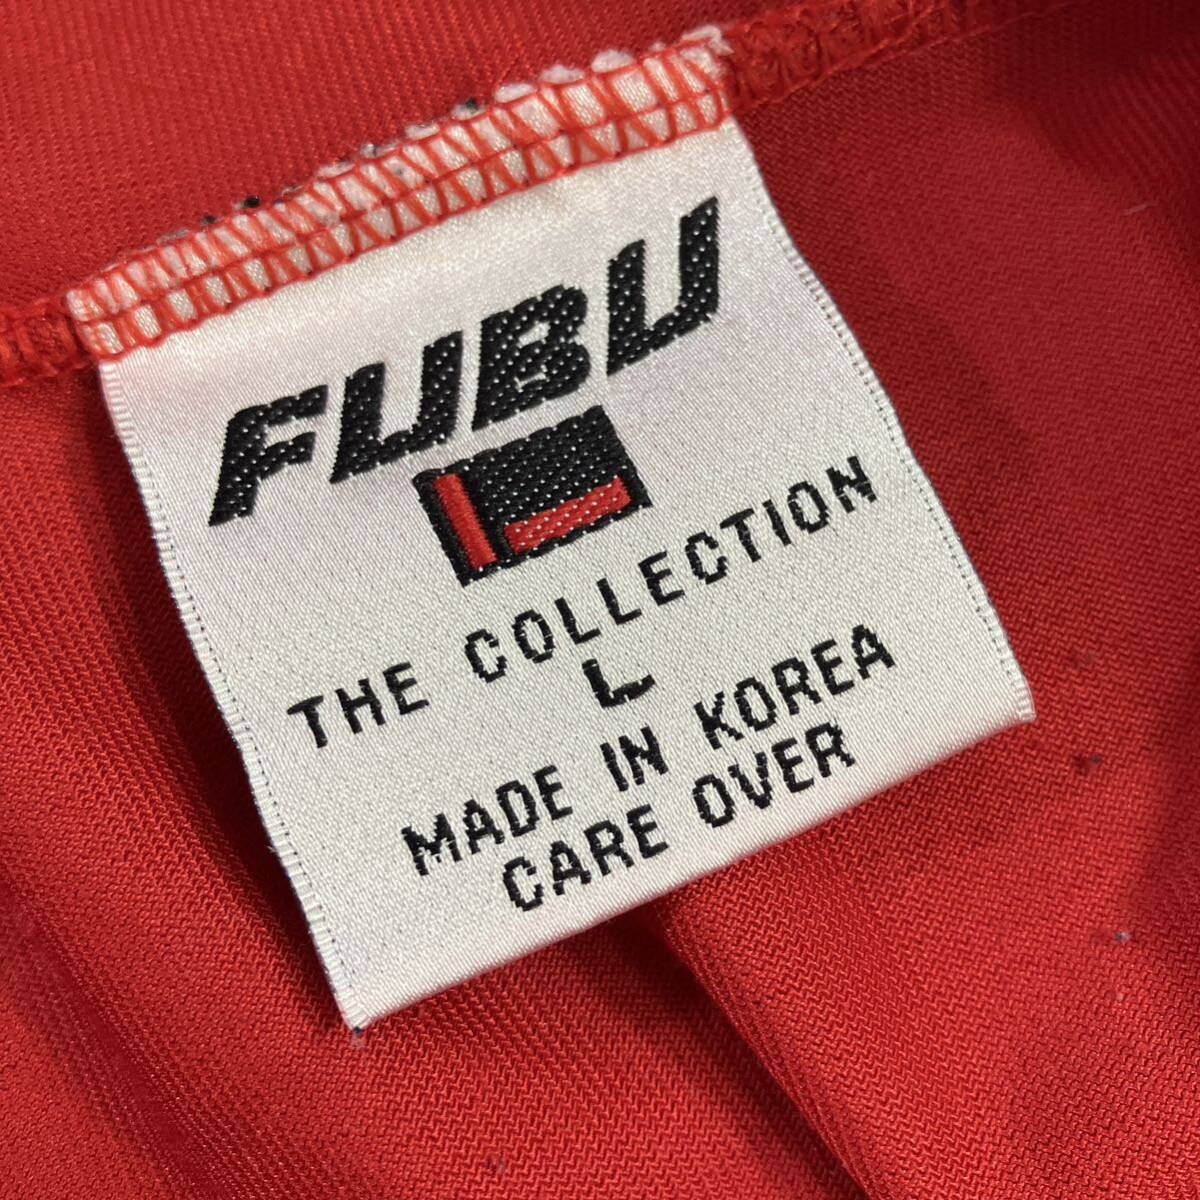 FUBU
THE COLLECTION
L
MADE IN KOREA
CARE OVER